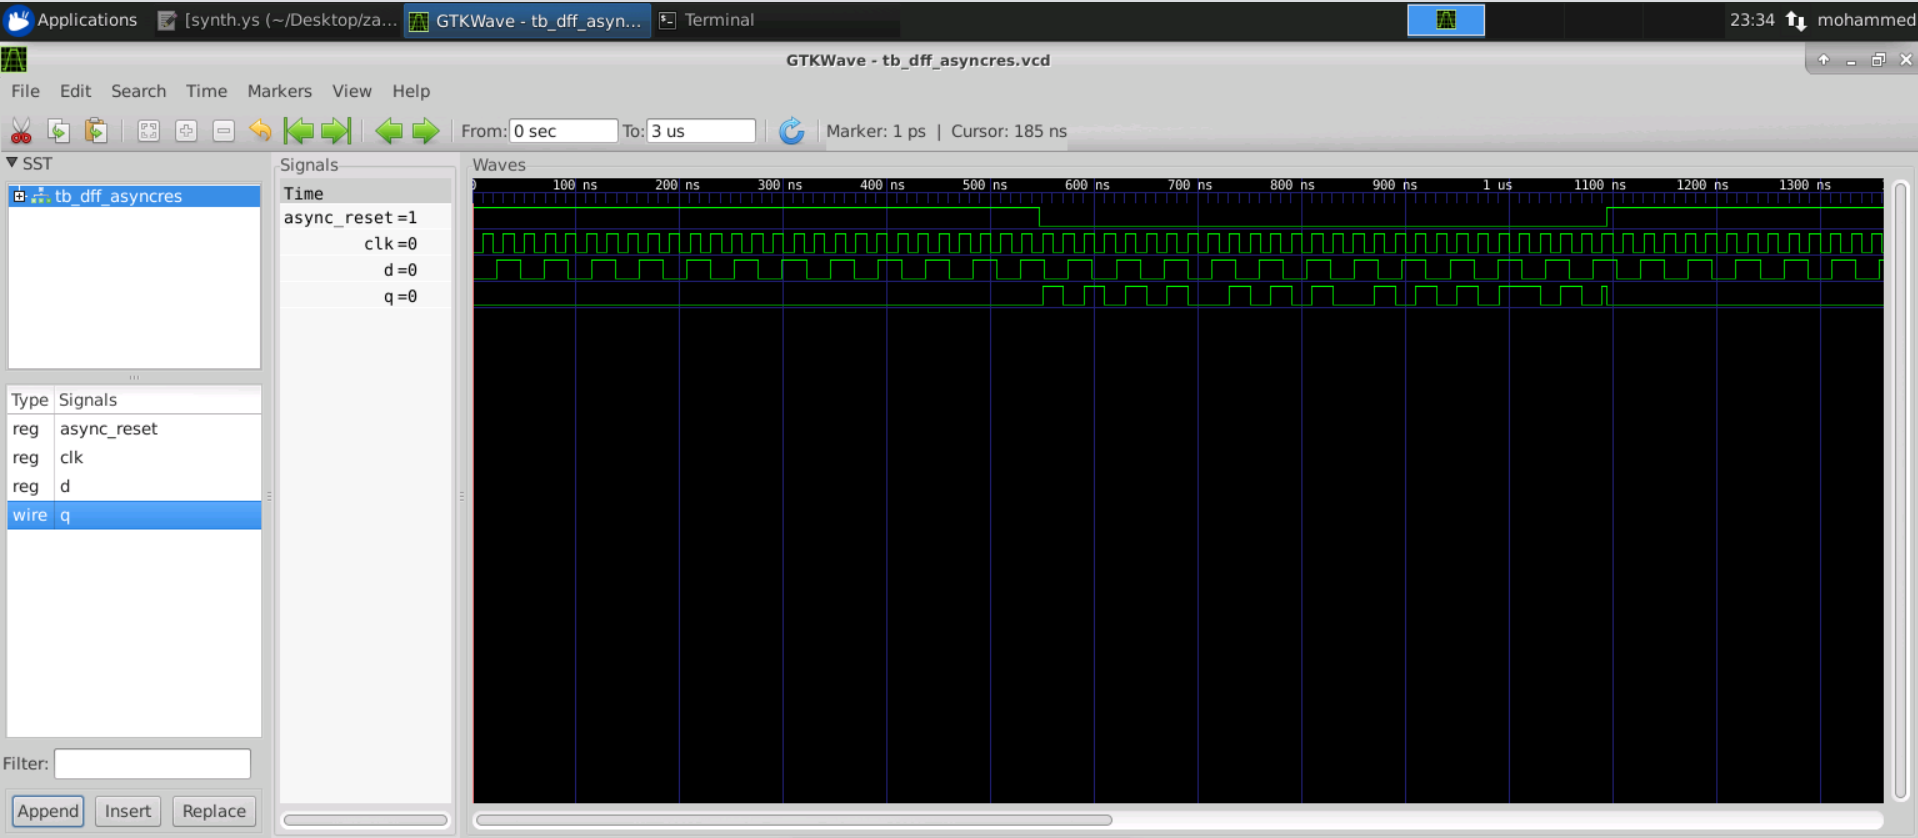 Applications [synth.ys (~/Desktop/za... GTKWave - tb_dff_asyn... Terminal 23:34 mohammed
GTKWave - tb_dff_asyncres.vcd
File Edit Search Time Markers View Help
From: 0 sec To: 3 us Marker: 1 ps | Cursor: 185 ns
SST
tb_dff_asyncres
Type Signals
reg async_reset
reg clk
reg d
wire q
Filter:
Append Insert Replace
Signals
Time
async_reset=1
clk=0
d=0
q=0
Waves
0 100 ns 200 ns 300 ns 400 ns 500 ns 600 ns 700 ns 800 ns 900 ns 1 us 1100 ns 1200 ns 1300 ns